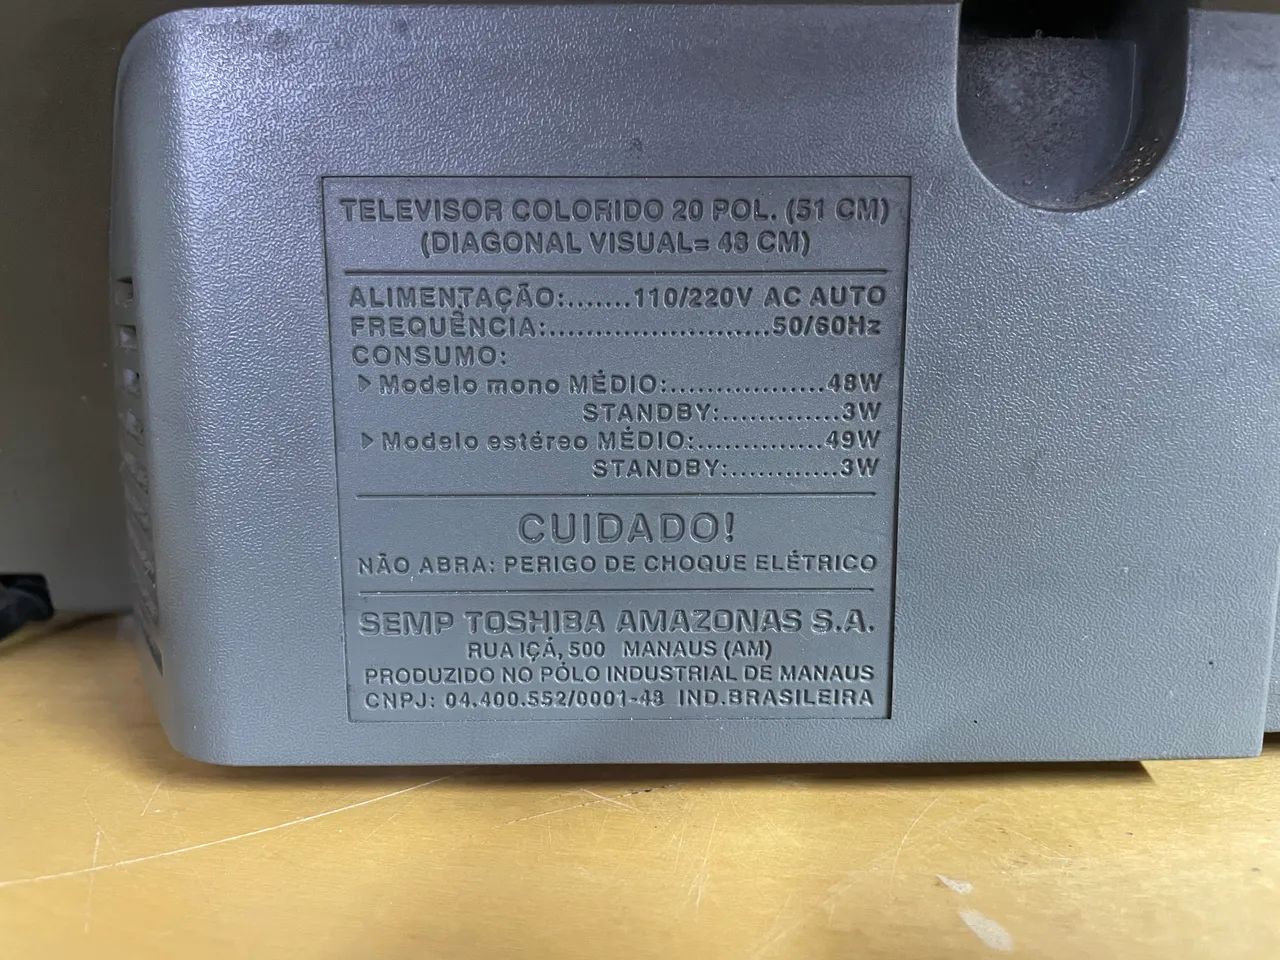 TELEVISOR COLORIDO 20 POL. (51 CM)
(DIAGONAL VISUAL= 48 CM)
ALIMENTAÇÃO:.......110/220V AC AUTO
FREQUÊNCIA:........................50/60Hz
CONSUMO:
▷ Modelo mono MÉDIO:.................48W
STANDBY:.............3W
▷ Modelo estéreo MÉDIO:..............49W
STANDBY:............3W
CUIDADO!
NÃO ABRA: PERIGO DE CHOQUE ELÉTRICO
SEMP TOSHIBA AMAZONAS S.A.
RUA IÇÁ, 500 MANAUS (AM)
PRODUZIDO NO PÓLO INDUSTRIAL DE MANAUS
CNPJ: 04.400.552/0001-48 IND.BRASILEIRA